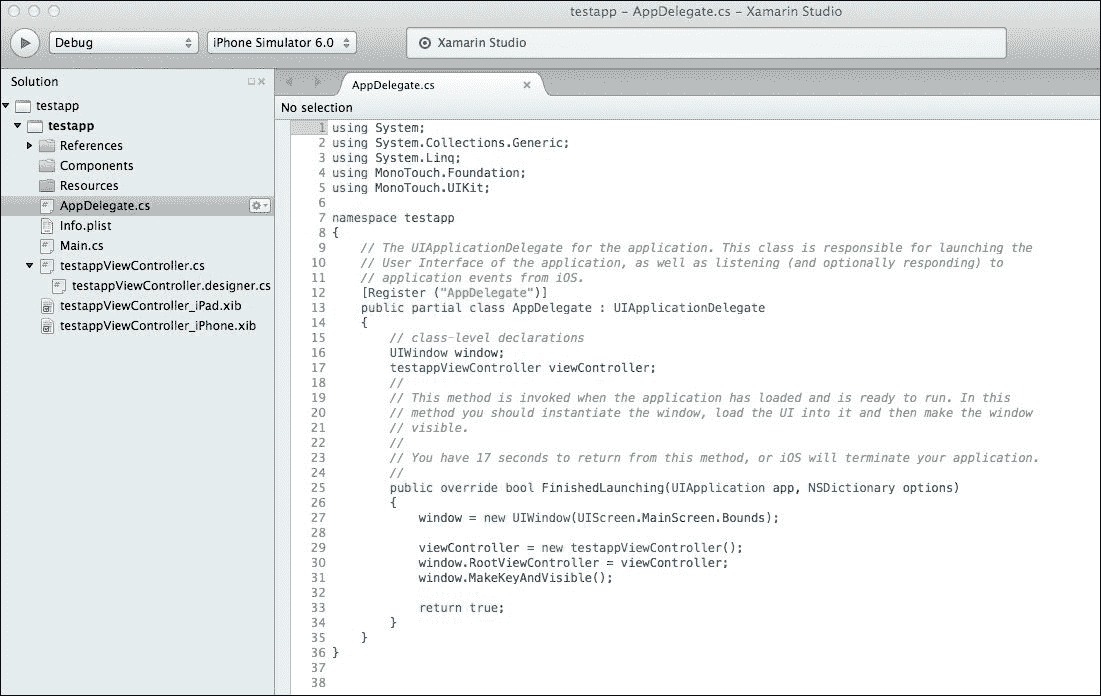 testapp – AppDelegate.cs – Xamarin Studio
Debug
iPhone Simulator 6.0
Xamarin Studio
Solution
testapp
testapp
References
Components
Resources
AppDelegate.cs
Info.plist
Main.cs
testappViewController.cs
testappViewController.designer.cs
testappViewController_iPad.xib
testappViewController_iPhone.xib
AppDelegate.cs
No selection
1 using System;
2 using System.Collections.Generic;
3 using System.Linq;
4 using MonoTouch.Foundation;
5 using MonoTouch.UIKit;
6
7 namespace testapp
8 {
9     // The UIApplicationDelegate for the application. This class is responsible for launching the
10     // User Interface of the application, as well as listening (and optionally responding) to
11     // application events from iOS.
12     [Register ("AppDelegate")]
13     public partial class AppDelegate : UIApplicationDelegate
14     {
15         // class-level declarations
16         UIWindow window;
17         testappViewController viewController;
18         //
19         // This method is invoked when the application has loaded and is ready to run. In this
20         // method you should instantiate the window, load the UI into it and then make the window
21         // visible.
22         //
23         // You have 17 seconds to return from this method, or iOS will terminate your application.
24         //
25         public override bool FinishedLaunching(UIApplication app, NSDictionary options)
26         {
27             window = new UIWindow(UIScreen.MainScreen.Bounds);
28
29             viewController = new testappViewController();
30             window.RootViewController = viewController;
31             window.MakeKeyAndVisible();
32
33             return true;
34         }
35     }
36 }
37
38